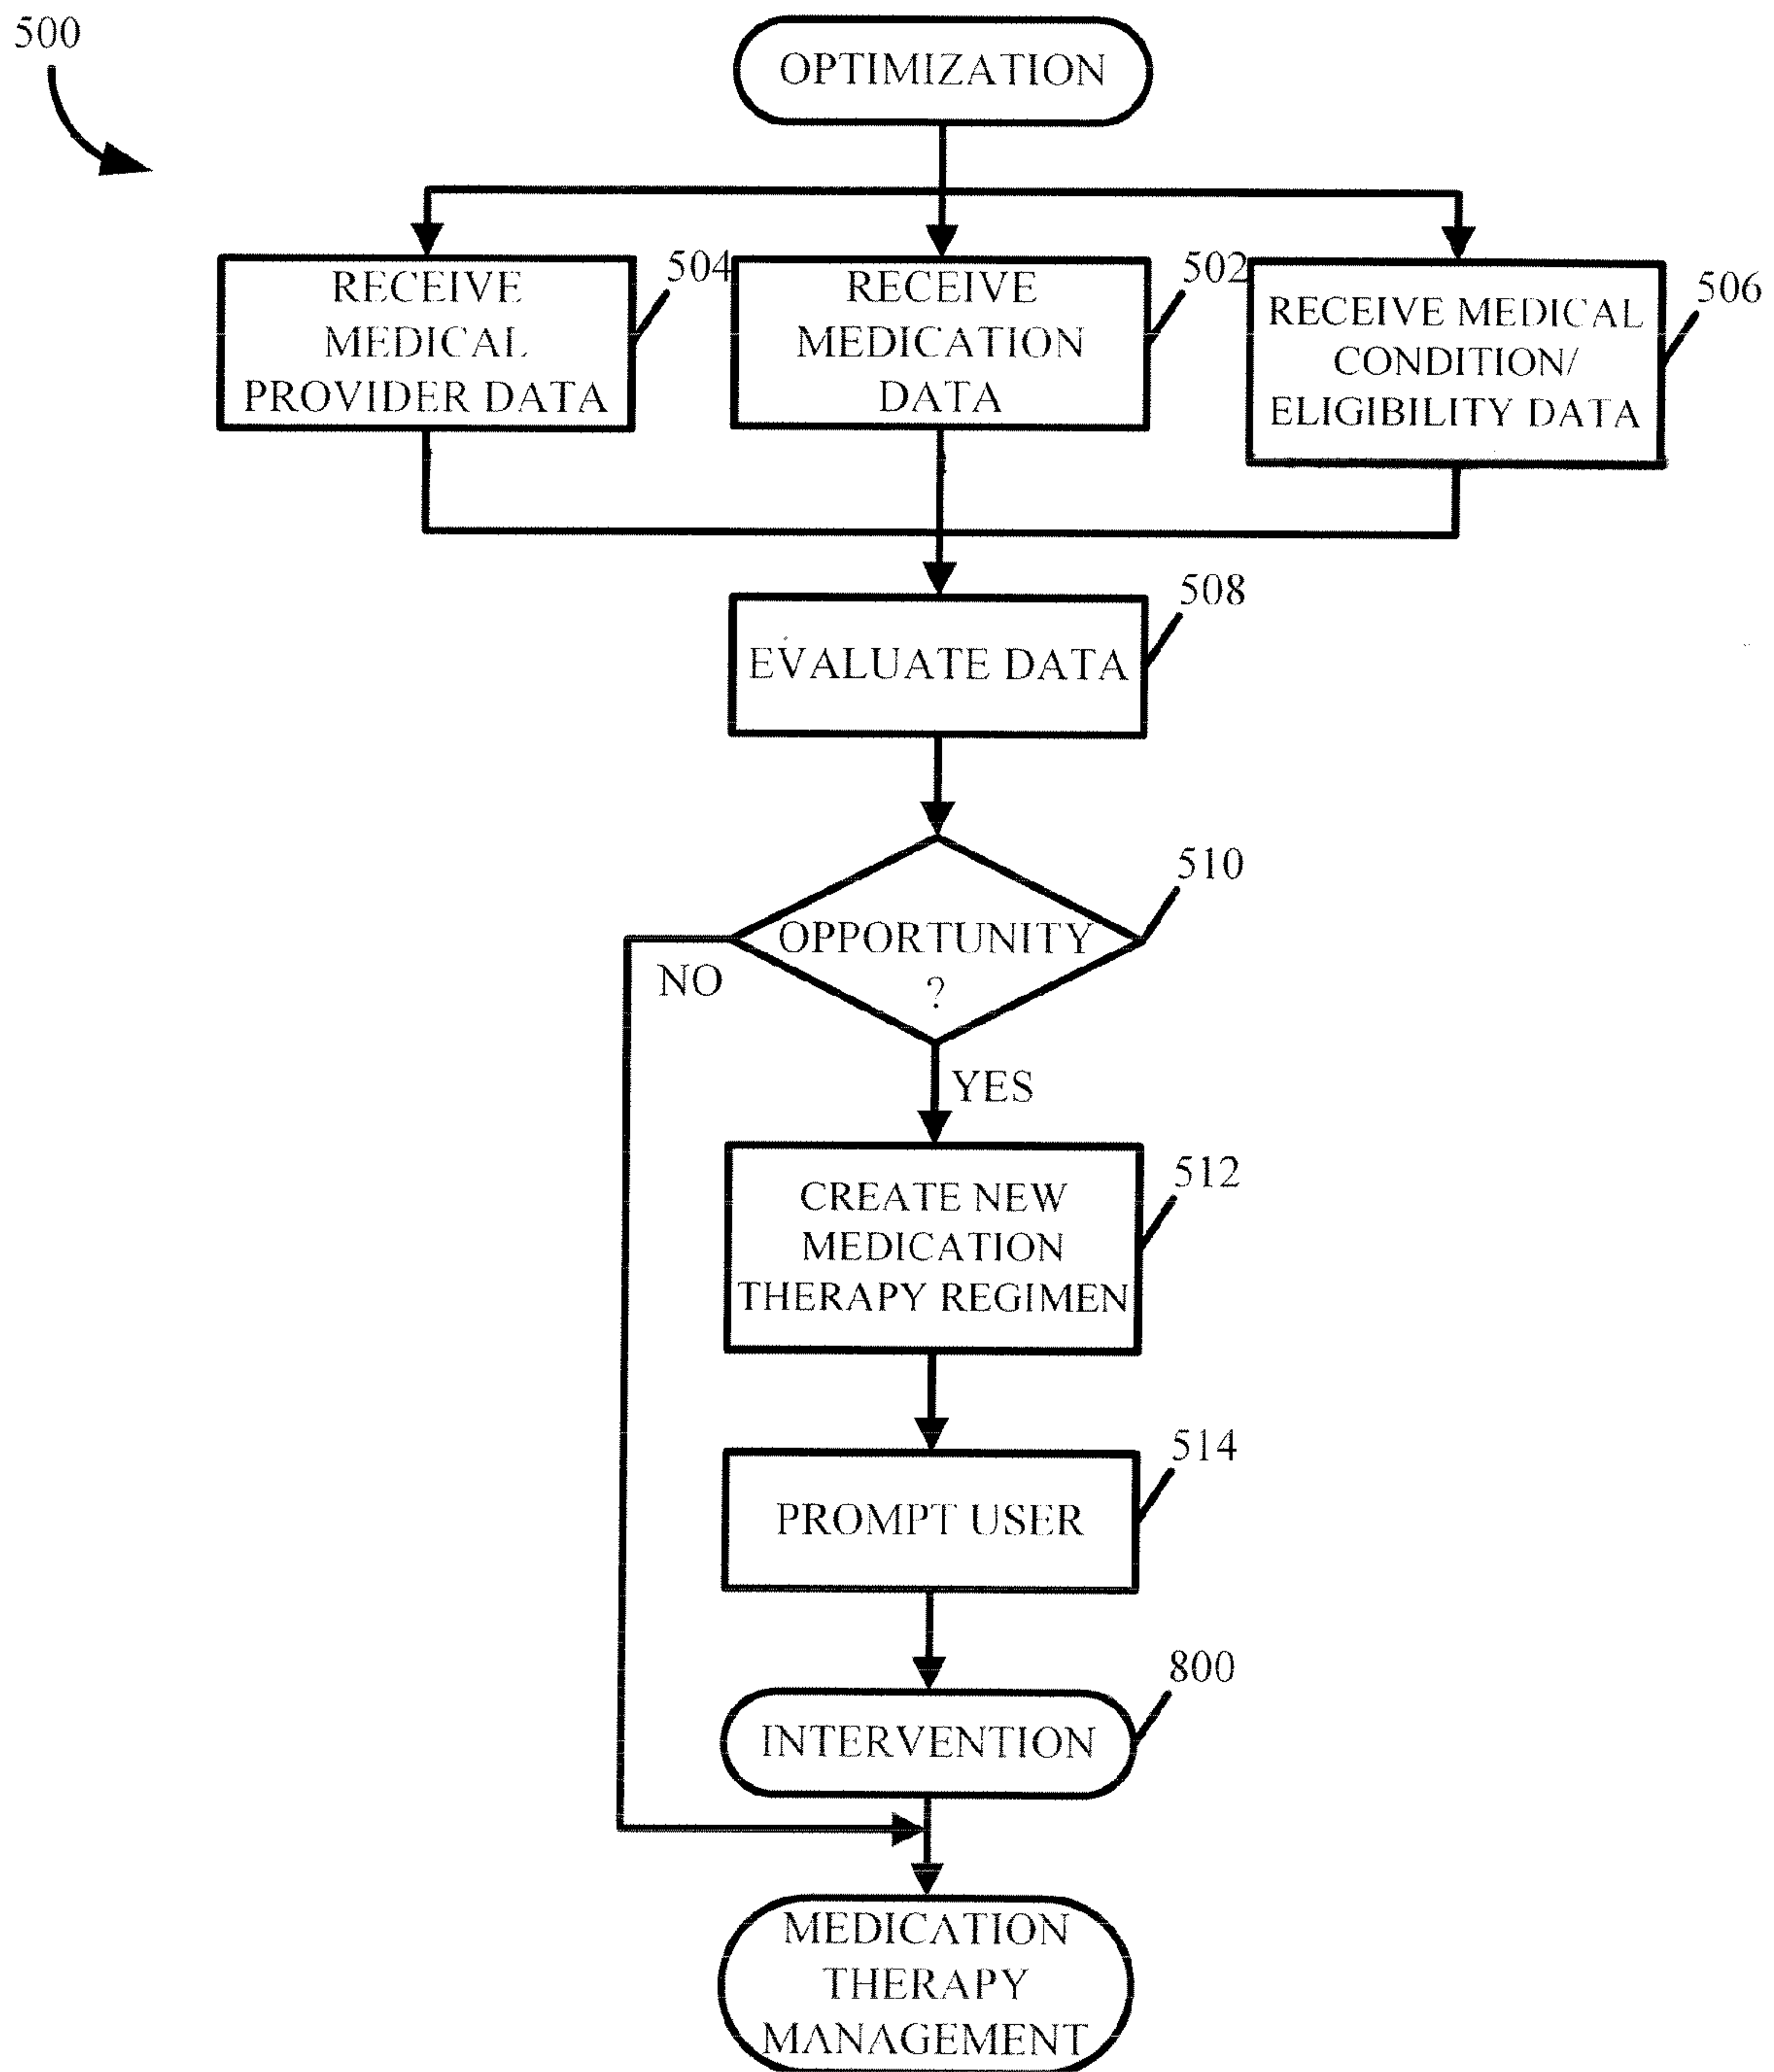 500
OPTIMIZATION
RECEIVE
MEDICAL
PROVIDER DATA
504
RECEIVE
MEDICATION
DATA
502
RECEIVE MEDICAL
CONDITION/
ELIGIBILITY DATA
506
EVALUATE DATA
508
OPPORTUNITY
?
510
NO
YES
CREATE NEW
MEDICATION
THERAPY REGIMEN
512
PROMPT USER
514
INTERVENTION
800
MEDICATION
THERAPY
MANAGEMENT